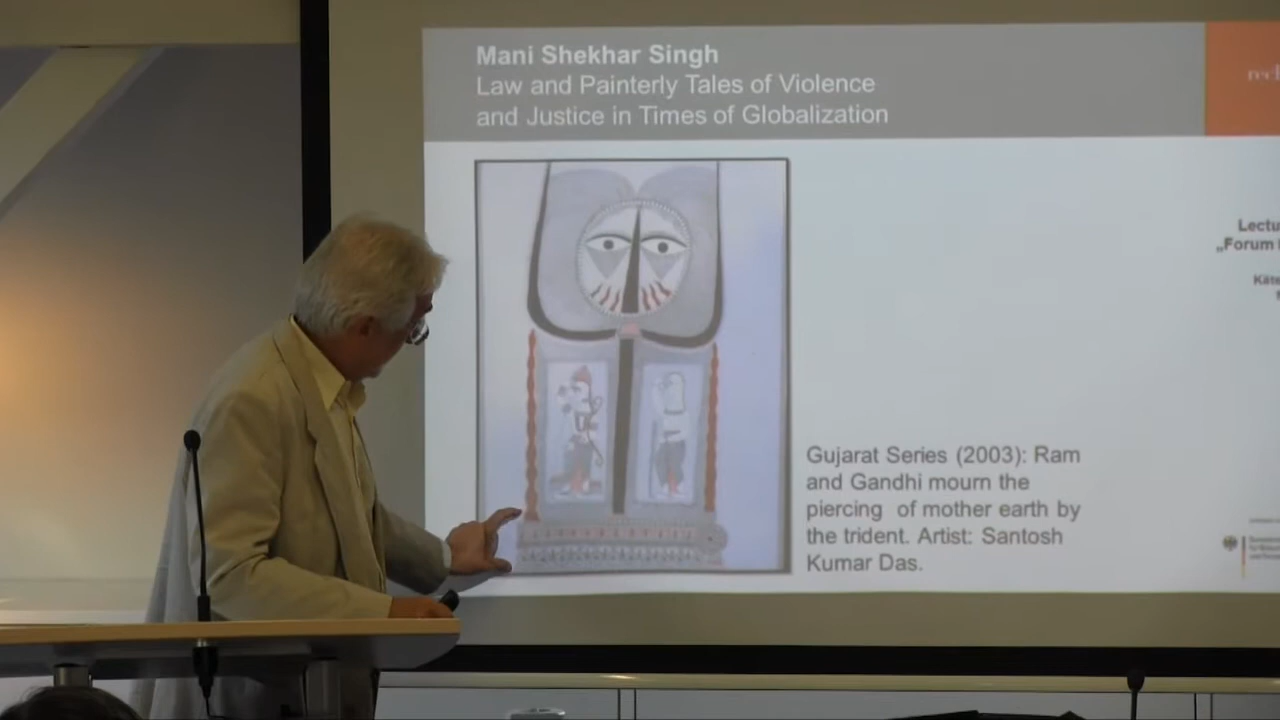 Mani Shekhar Singh
Law and Painterly Tales of Violence
and Justice in Times of Globalization
Gujarat Series (2003): Ram
and Gandhi mourn the
piercing of mother earth by
the trident. Artist: Santosh
Kumar Das.